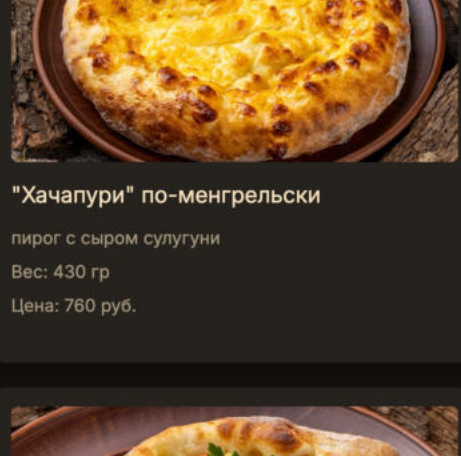 "Хачапури" по-менгрельски
пирог с сыром сулугуни
Вес: 430 гр
Цена: 760 руб.